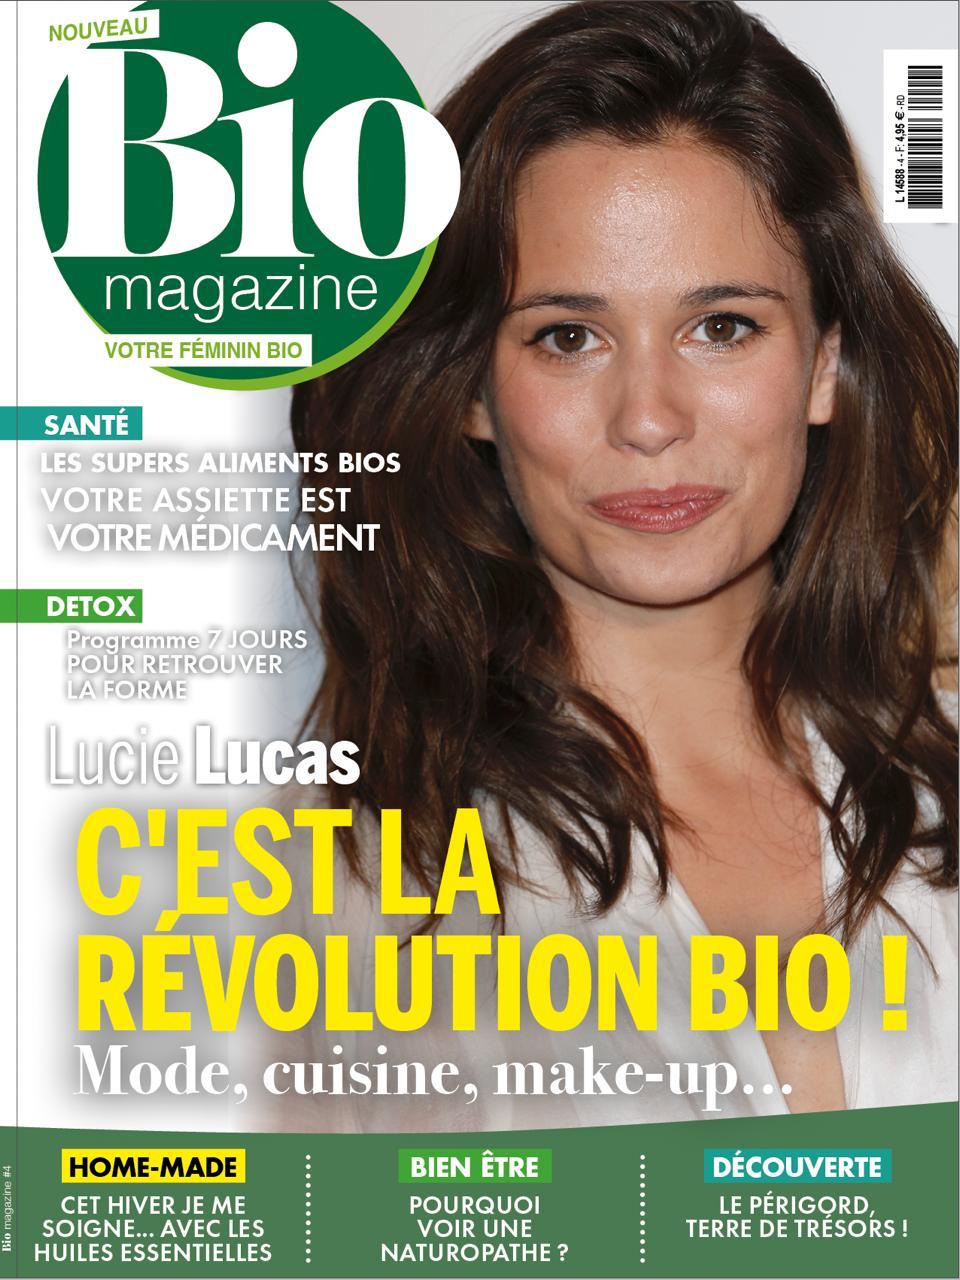 NOUVEAU
Bio
magazine
VOTRE FÉMININ BIO
L 14588 - 4 - F: 4,95 € - RD
SANTÉ
LES SUPERS ALIMENTS BIOS
VOTRE ASSIETTE EST
VOTRE MÉDICAMENT
DETOX
Programme 7 JOURS
POUR RETROUVER
LA FORME
Lucie Lucas
C'EST LA
RÉVOLUTION BIO !
Mode, cuisine, make-up...
HOME-MADE
CET HIVER JE ME
SOIGNE... AVEC LES
HUILES ESSENTIELLES
BIEN ÊTRE
POURQUOI
VOIR UNE
NATUROPATHE ?
DÉCOUVERTE
LE PÉRIGORD,
TERRE DE TRÉSORS !
Bio magazine #4